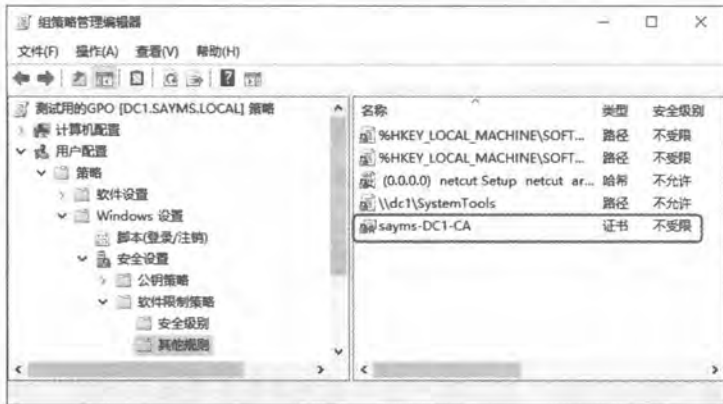 组策略管理编辑器
文件(F) 操作(A) 查看(V) 帮助(H)
测试用的GPO [DC1.SAYMS.LOCAL] 策略
计算机配置
用户配置
策略
软件设置
Windows 设置
脚本(登录/注销)
安全设置
公钥策略
软件限制策略
安全级别
其他规则
名称 类型 安全级别
%HKEY_LOCAL_MACHINE\SOFT... 路径 不受限
%HKEY_LOCAL_MACHINE\SOFT... 路径 不受限
(0.0.0.0) netcut Setup netcut ar... 哈希 不允许
\\dc1\SystemTools 路径 不受限
sayms-DC1-CA 证书 不受限